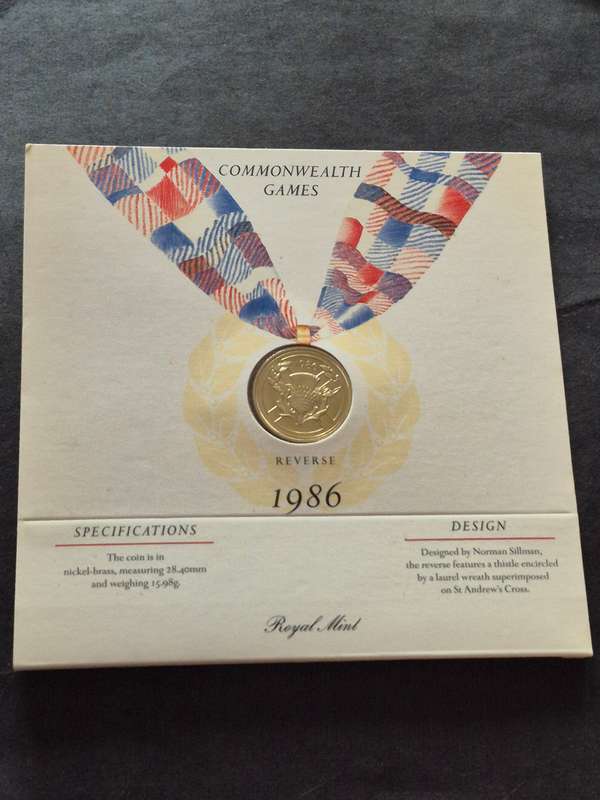 COMMONWEALTH
GAMES
REVERSE
1986
SPECIFICATIONS
The coin is in
nickel-brass, measuring 28.40mm
and weighing 15.98g.
DESIGN
Designed by Norman Sillman,
the reverse features a thistle encircled
by a laurel wreath superimposed
on St Andrew's Cross.
Royal Mint